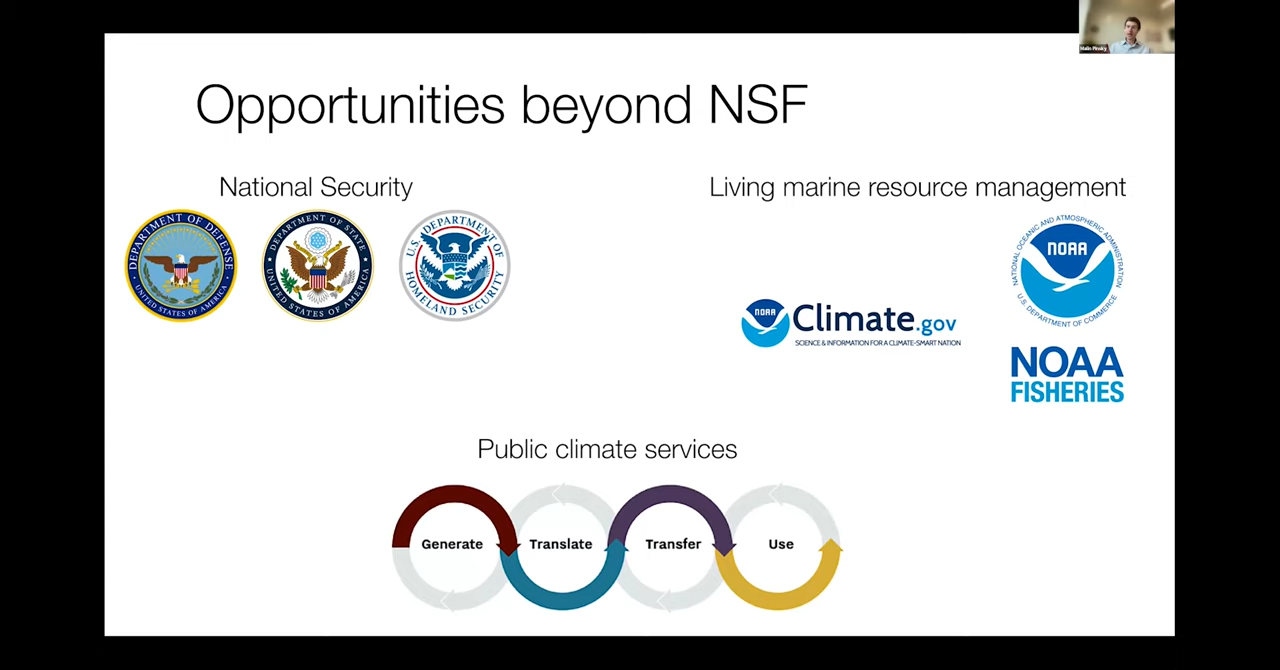 Malin Pinsky
Opportunities beyond NSF
National Security
Living marine resource management
DEPARTMENT OF DEFENSE
UNITED STATES OF AMERICA
DEPARTMENT OF STATE
UNITED STATES OF AMERICA
U.S. DEPARTMENT OF
HOMELAND SECURITY
NATIONAL OCEANIC AND ATMOSPHERIC ADMINISTRATION
NOAA
U.S. DEPARTMENT OF COMMERCE
NOAA
Climate.gov
SCIENCE & INFORMATION FOR A CLIMATE-SMART NATION
NOAA
FISHERIES
Public climate services
Generate
Translate
Transfer
Use